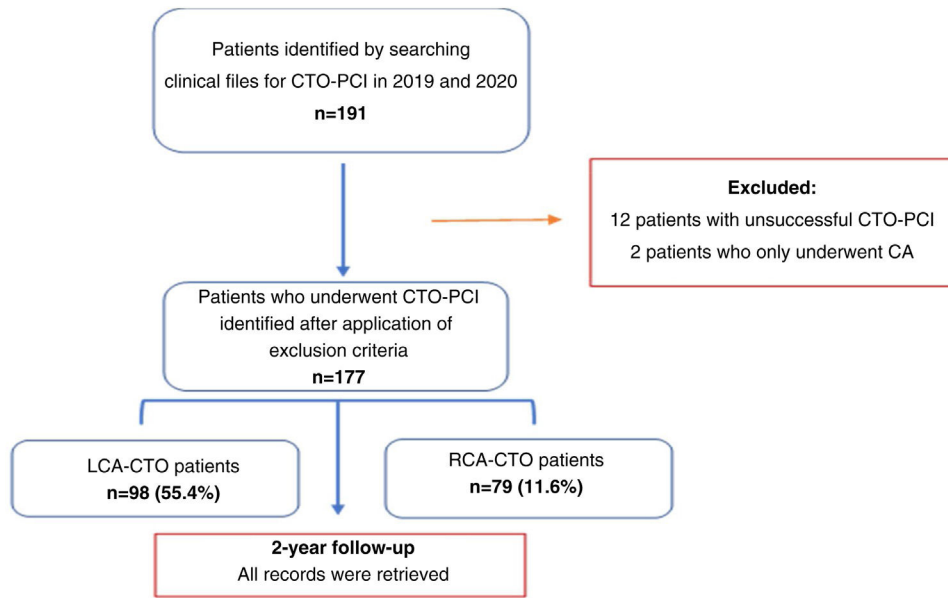 Patients identified by searching
clinical files for CTO-PCI in 2019 and 2020
n=191
Excluded:
12 patients with unsuccessful CTO-PCI
2 patients who only underwent CA
Patients who underwent CTO-PCI
identified after application of
exclusion criteria
n=177
LCA-CTO patients
n=98 (55.4%)
RCA-CTO patients
n=79 (11.6%)
2-year follow-up
All records were retrieved